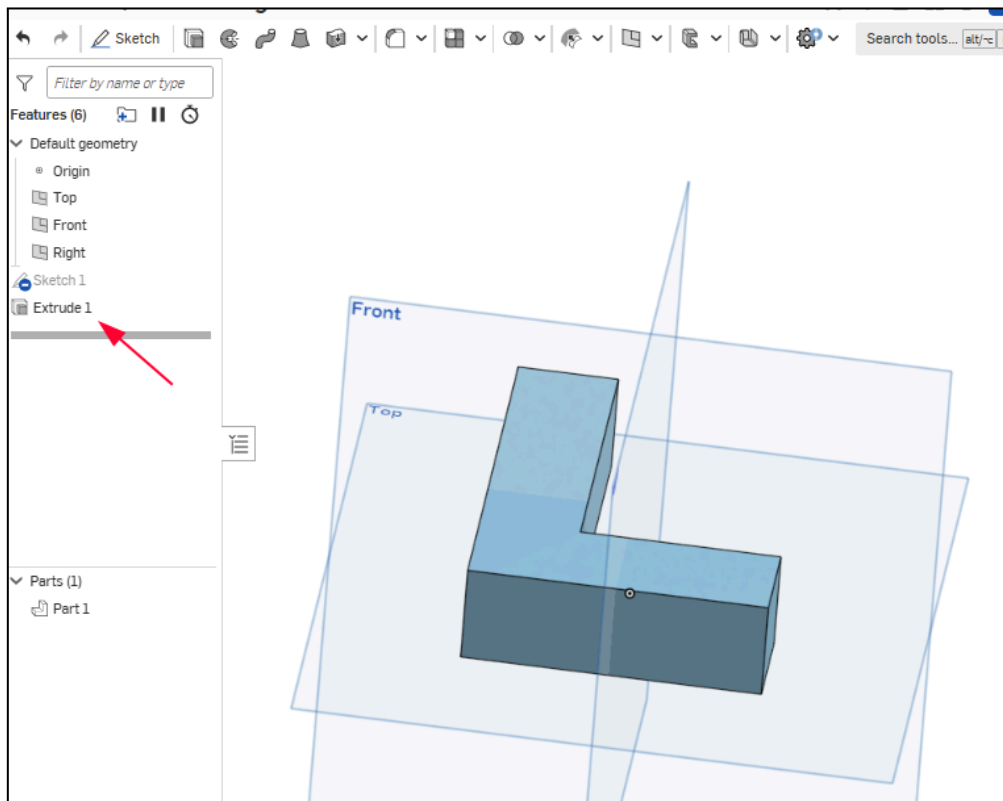 Sketch
Search tools... alt/⌥
Filter by name or type
Features (6)
Default geometry
Origin
Top
Front
Right
Sketch 1
Extrude 1
Front
Top
Parts (1)
Part 1